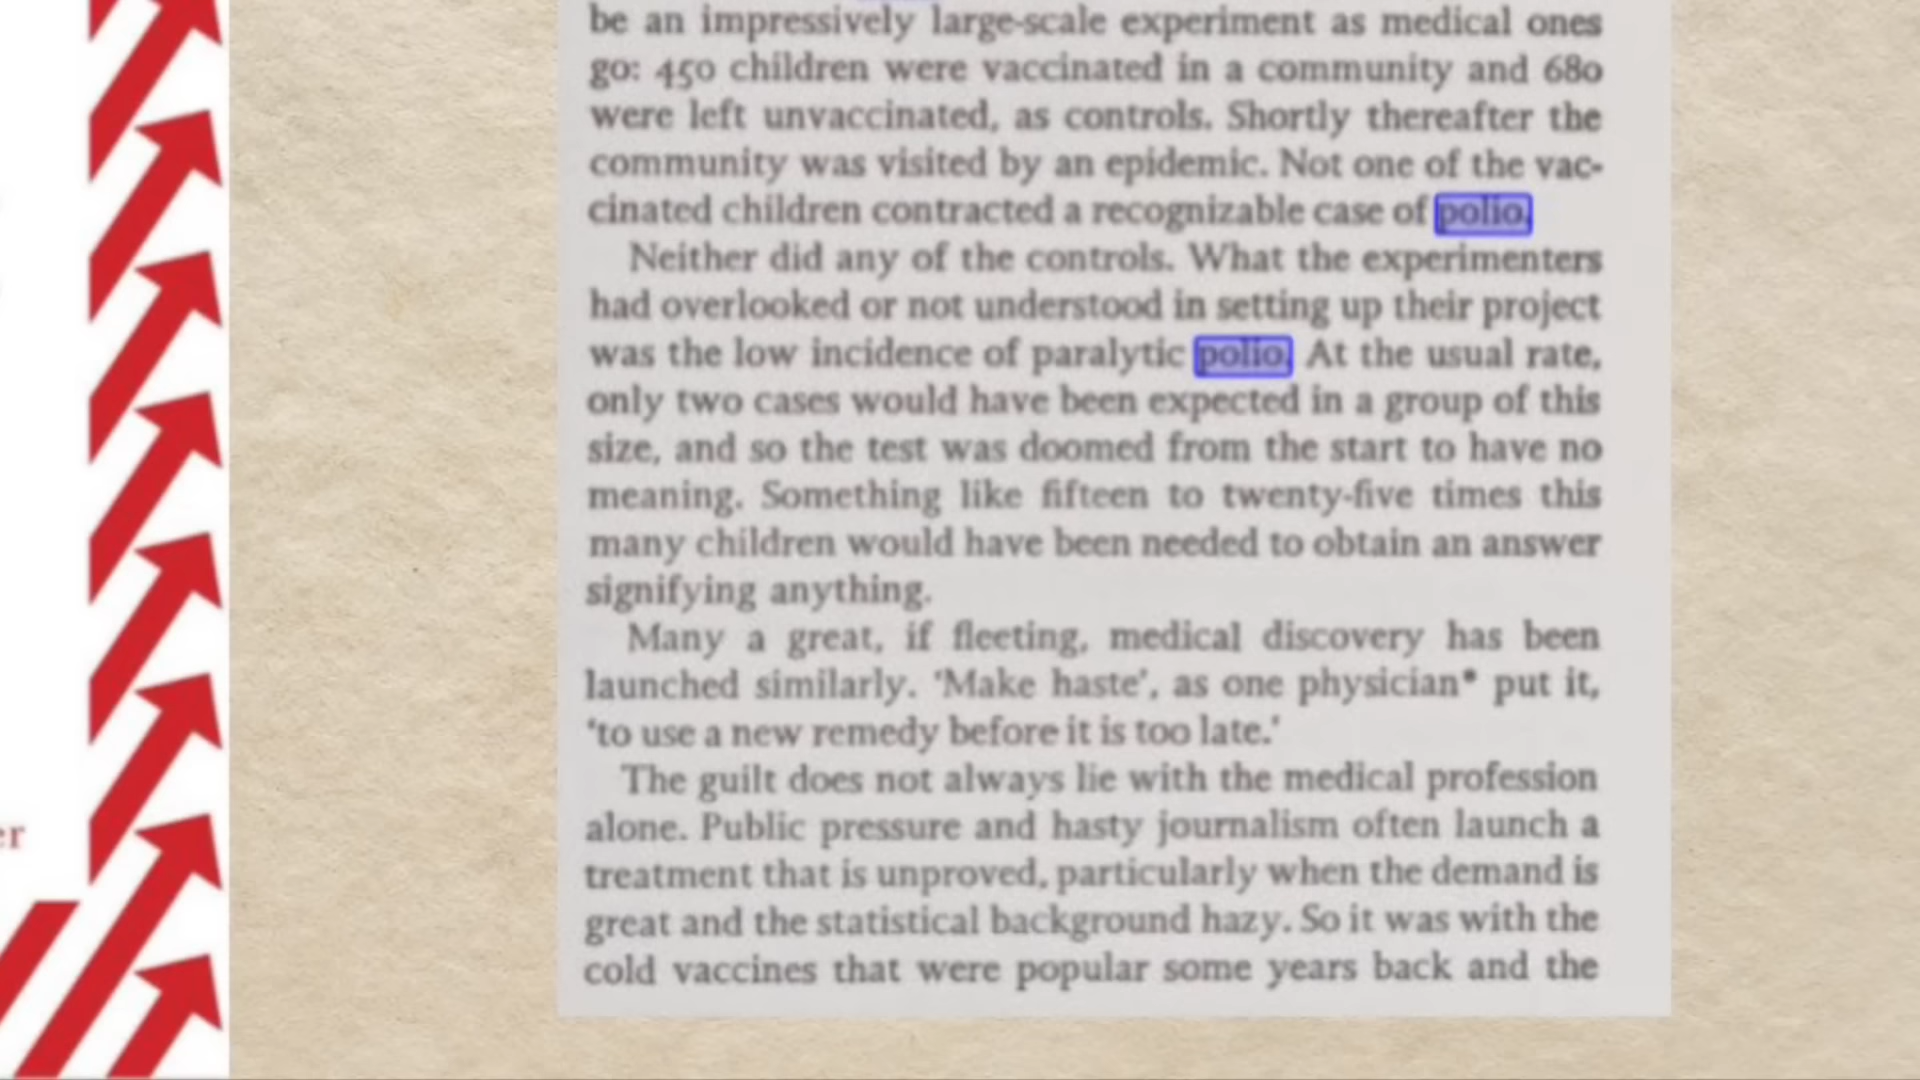 be an impressively large-scale experiment as medical ones
go: 450 children were vaccinated in a community and 680
were left unvaccinated, as controls. Shortly thereafter the
community was visited by an epidemic. Not one of the vac-
cinated children contracted a recognizable case of polio.
Neither did any of the controls. What the experimenters
had overlooked or not understood in setting up their project
was the low incidence of paralytic polio. At the usual rate,
only two cases would have been expected in a group of this
size, and so the test was doomed from the start to have no
meaning. Something like fifteen to twenty-five times this
many children would have been needed to obtain an answer
signifying anything.
Many a great, if fleeting, medical discovery has been
launched similarly. 'Make haste', as one physician* put it,
'to use a new remedy before it is too late.'
The guilt does not always lie with the medical profession
alone. Public pressure and hasty journalism often launch a
treatment that is unproved, particularly when the demand is
great and the statistical background hazy. So it was with the
cold vaccines that were popular some years back and the